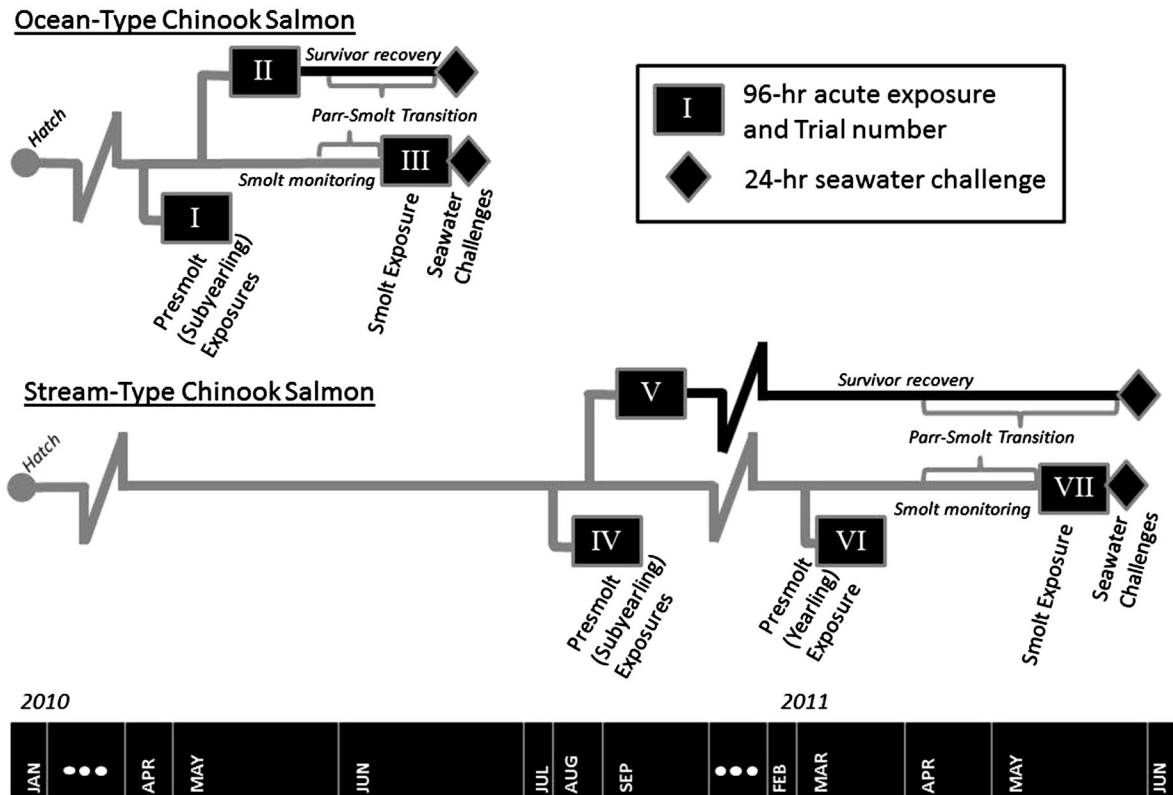 Ocean-Type Chinook Salmon
Hatch
II
Survivor recovery
Parr-Smolt Transition
Smolt monitoring
III
I
Presmolt
(Subyearling)
Exposures
Smolt Exposure
Seawater
Challenges
I
96-hr acute exposure
and Trial number
24-hr seawater challenge
Stream-Type Chinook Salmon
Hatch
V
Survivor recovery
Parr-Smolt Transition
Smolt monitoring
VII
IV
VI
Presmolt
(Subyearling)
Exposures
Presmolt
(Yearling)
Exposure
Smolt Exposure
Seawater
Challenges
2010
2011
JAN
APR
MAY
JUN
JUL
AUG
SEP
FEB
MAR
APR
MAY
JUN